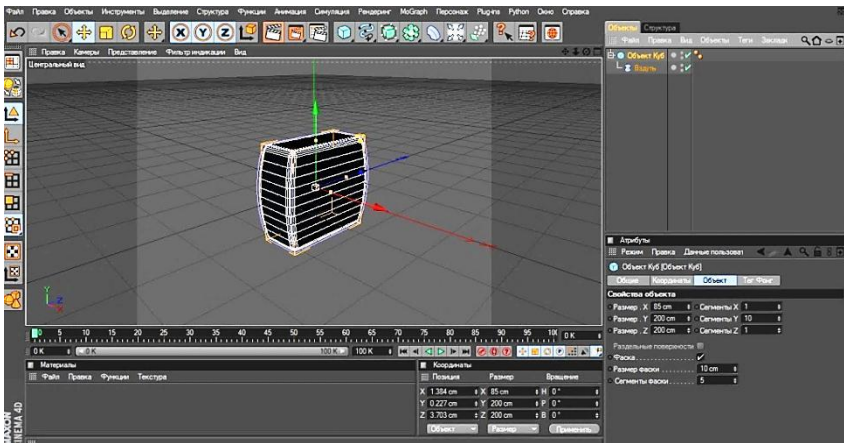 Файл Правка Объекты Инструменты Выделение Структура Функции Анимация Симуляция Рендеринг MoGraph Персонаж Plug-ins Python Окно Справка
Правка Камеры Представление Фильтр индикации Вид
Центральный вид
Объекты Структура
Файл Правка Вид Объекты Теги Закладк
Объект Куб
Вздуть
Атрибуты
Режим Правка Данные пользоват
Объект Куб [Объект Куб]
Общие Координаты Объект Тег Фонг
Свойства объекта
Размер . X 85 cm Сегменты X 1
Размер . Y 200 cm Сегменты Y 10
Размер . Z 200 cm Сегменты Z 1
Раздельные поверхности
Фаска
Размер фаски 10 cm
Сегменты фаски 5
Y
Z
X
0 5 10 15 20 25 30 35 40 45 50 55 60 65 70 75 80 85 90 95 10( 0 K
0 K 0 K 100 K 100 K
Материалы
Файл Правка Функции Текстура
Координаты
Позиция Размер Вращение
X 1.384 cm X 85 cm H 0 °
Y 0.227 cm Y 200 cm P 0 °
Z 3.703 cm Z 200 cm B 0 °
Объект Размер Применить
MAXON
CINEMA 4D